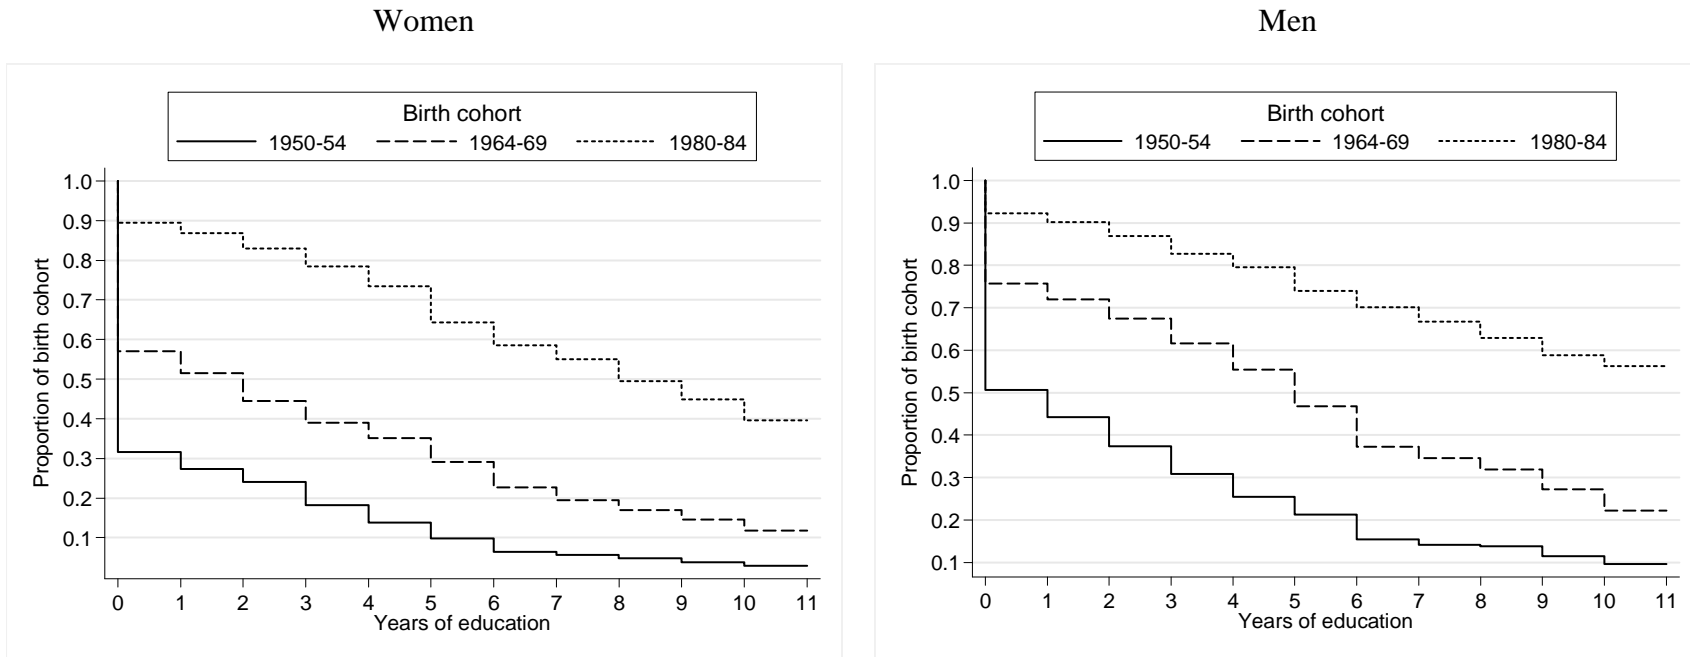 Women
Birth cohort
1950-54 1964-69 1980-84
Proportion of birth cohort
1.0
0.9
0.8
0.7
0.6
0.5
0.4
0.3
0.2
0.1
0 1 2 3 4 5 6 7 8 9 10 11
Years of education
Men
Birth cohort
1950-54 1964-69 1980-84
Proportion of birth cohort
1.0
0.9
0.8
0.7
0.6
0.5
0.4
0.3
0.2
0.1
0 1 2 3 4 5 6 7 8 9 10 11
Years of education